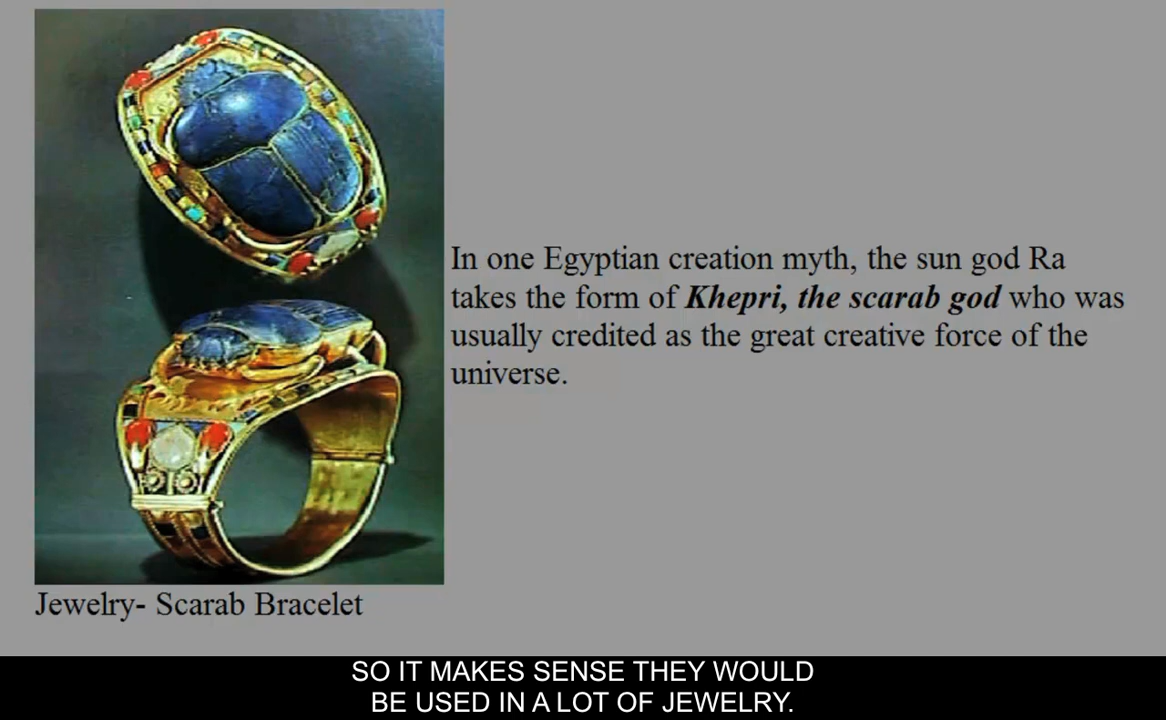 In one Egyptian creation myth, the sun god Ra
takes the form of Khepri, the scarab god who was
usually credited as the great creative force of the
universe.
Jewelry- Scarab Bracelet
SO IT MAKES SENSE THEY WOULD
BE USED IN A LOT OF JEWELRY.